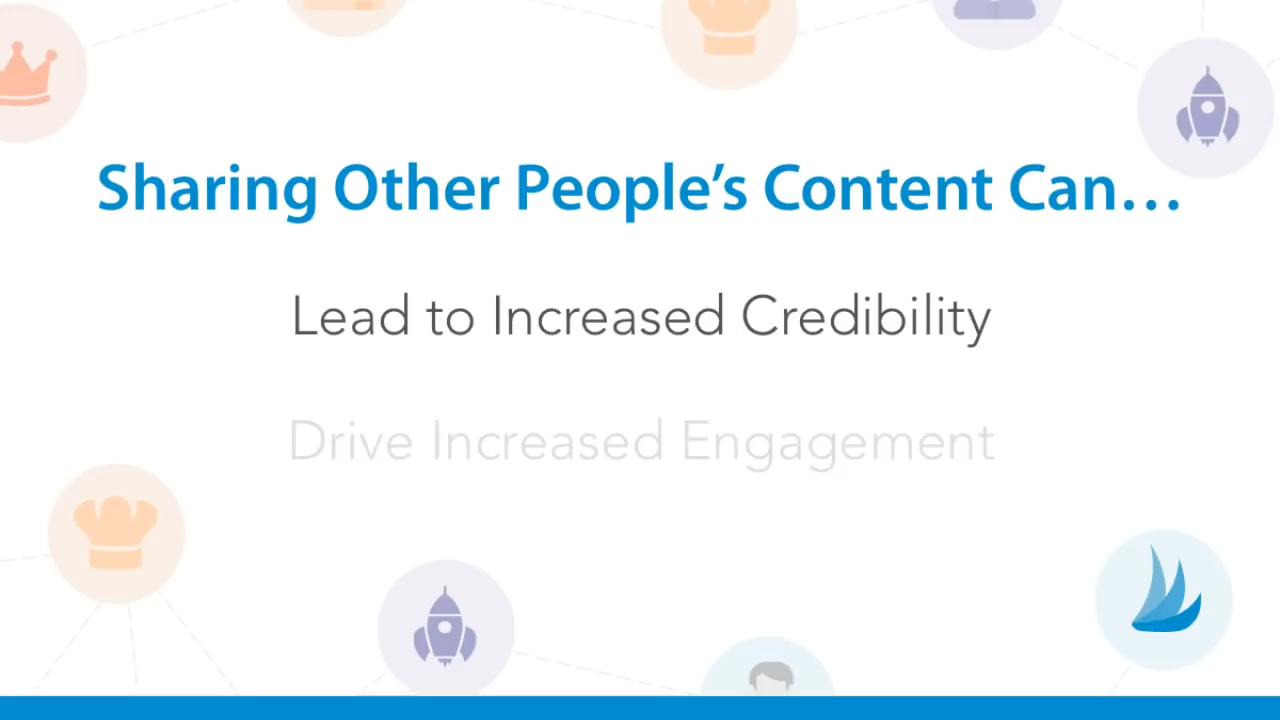 Sharing Other People’s Content Can…
Lead to Increased Credibility
Drive Increased Engagement